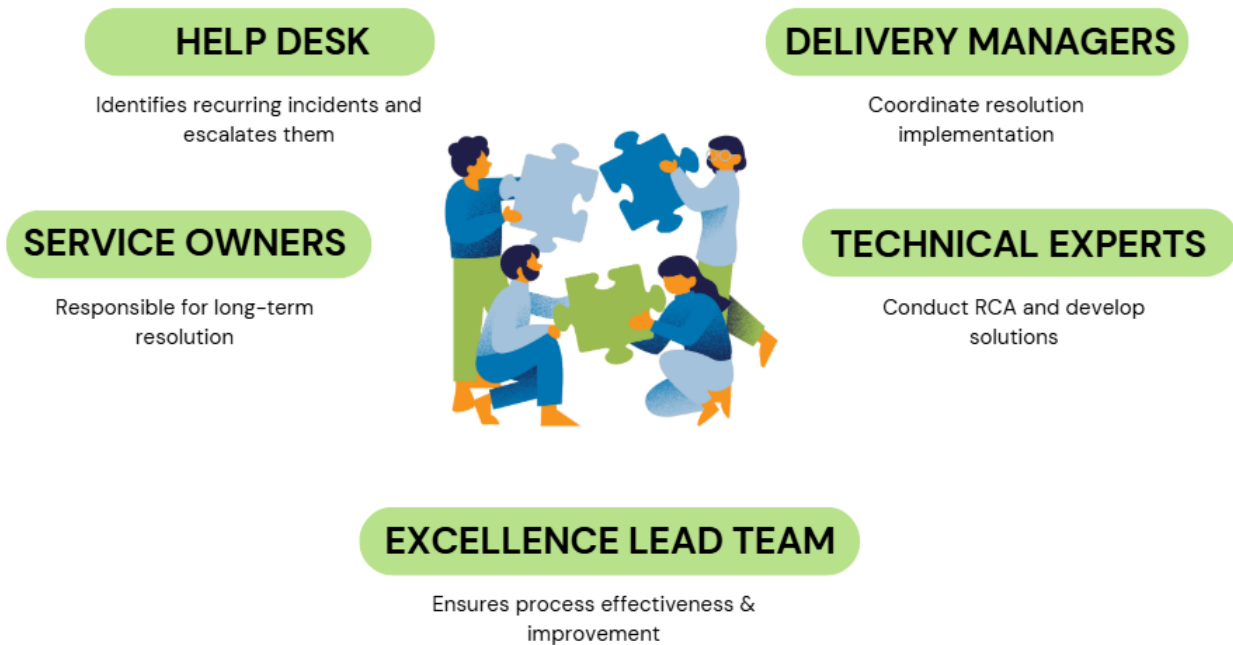 HELP DESK
Identifies recurring incidents and
escalates them
DELIVERY MANAGERS
Coordinate resolution
implementation
SERVICE OWNERS
Responsible for long-term
resolution
TECHNICAL EXPERTS
Conduct RCA and develop
solutions
EXCELLENCE LEAD TEAM
Ensures process effectiveness &
improvement